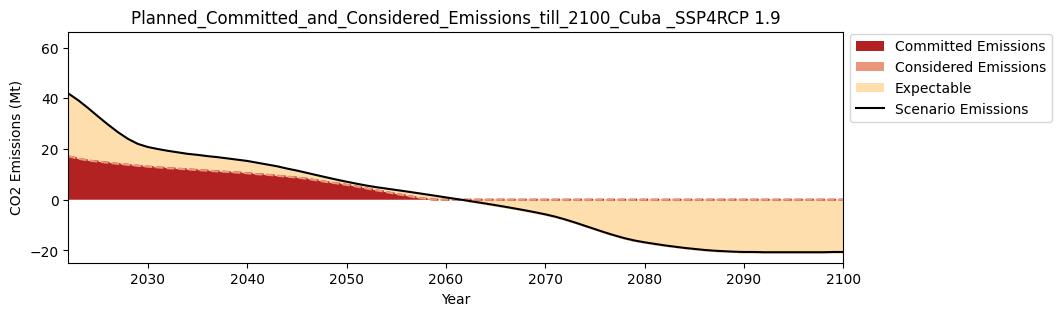 Planned_Committed_and_Considered_Emissions_till_2100_Cuba _SSP4RCP 1.9
CO2 Emissions (Mt)
60
40
20
0
−20
2030
2040
2050
2060
2070
2080
2090
2100
Year
Committed Emissions
Considered Emissions
Expectable
Scenario Emissions